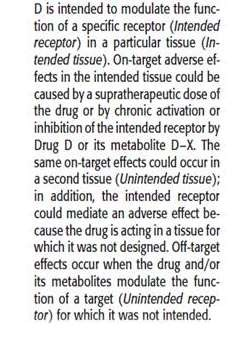 D is intended to modulate the func-
tion of a specific receptor (Intended
receptor) in a particular tissue (In-
tended tissue). On-target adverse ef-
fects in the intended tissue could be
caused by a supratherapeutic dose of
the drug or by chronic activation or
inhibition of the intended receptor by
Drug D or its metabolite D–X. The
same on-target effects could occur in
a second tissue (Unintended tissue);
in addition, the intended receptor
could mediate an adverse effect be-
cause the drug is acting in a tissue for
which it was not designed. Off-target
effects occur when the drug and/or
its metabolites modulate the func-
tion of a target (Unintended recep-
tor) for which it was not intended.